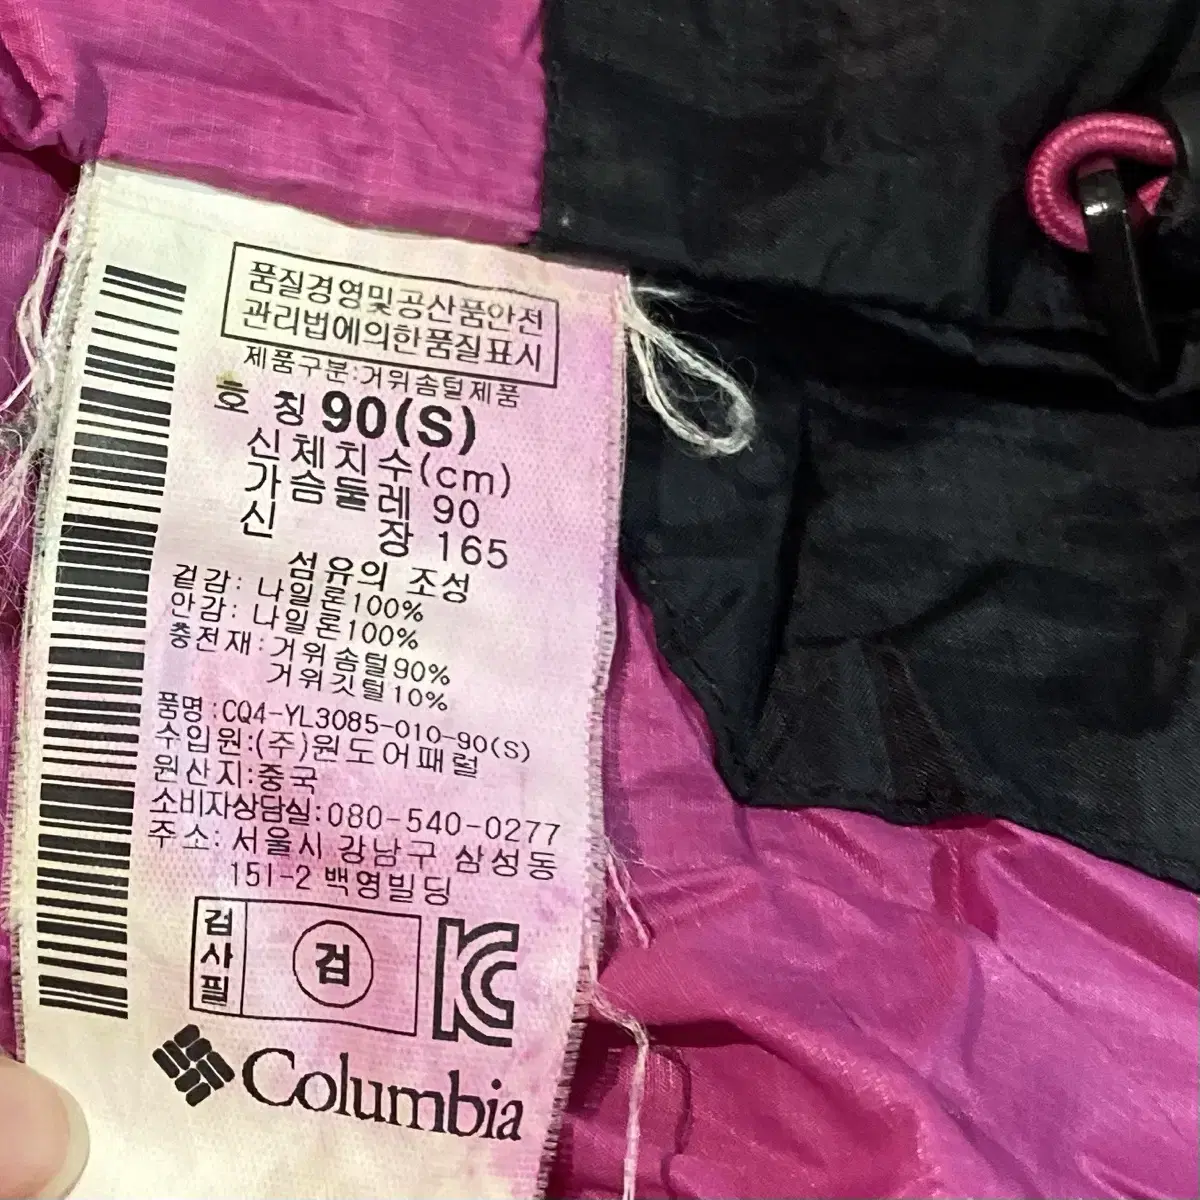 품질경영및공산품안전
관리법에의한품질표시
제품구분:거위솜털제품
호 칭 90(S)
신체치수(cm)
가슴둘레 90
신 장 165
섬유의 조성
겉감: 나일론100%
안감: 나일론100%
충전재: 거위솜털90%
거위깃털10%
품명:CQ4-YL3085-010-90(S)
수입원:(주)원도어패럴
원산지:중국
소비자상담실:080-540-0277
주소: 서울시 강남구 삼성동
151-2 백영빌딩
검사필
검
KC
Columbia